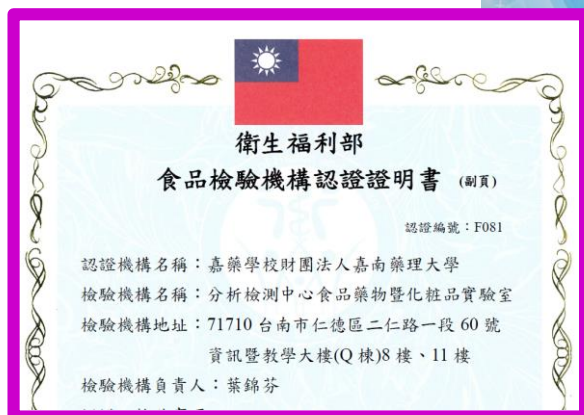 衛生福利部
食品檢驗機構認證證明書 (副頁)
認證編號：F081
認證機構名稱：嘉藥學校財團法人嘉南藥理大學
檢驗機構名稱：分析檢測中心食品藥物暨化粧品實驗室
檢驗機構地址：71710 台南市仁德區二仁路一段 60 號
資訊暨教學大樓(Q 棟)8 樓、11 樓
檢驗機構負責人：葉錦芬